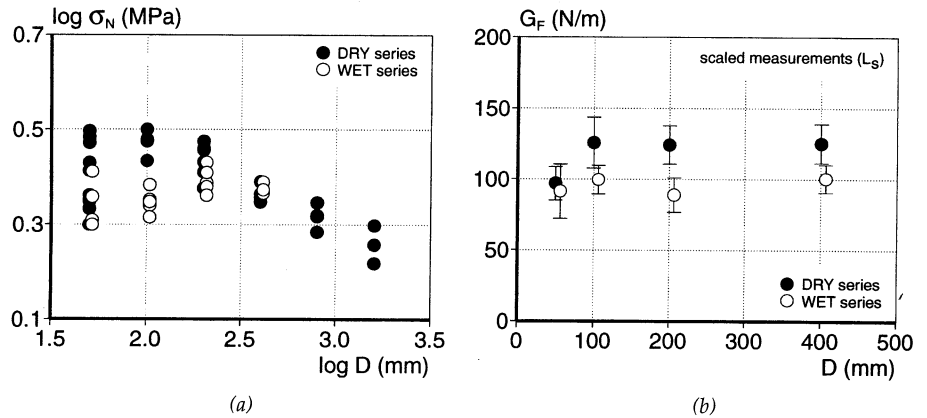 log σN (MPa)
0.7
0.5
0.3
0.1
DRY series
WET series
1.5 2.0 2.5 3.0 3.5
log D (mm)
(a)
GF (N/m)
200
150
100
50
0
scaled measurements (Ls)
DRY series
WET series
0 100 200 300 400 500
D (mm)
(b)